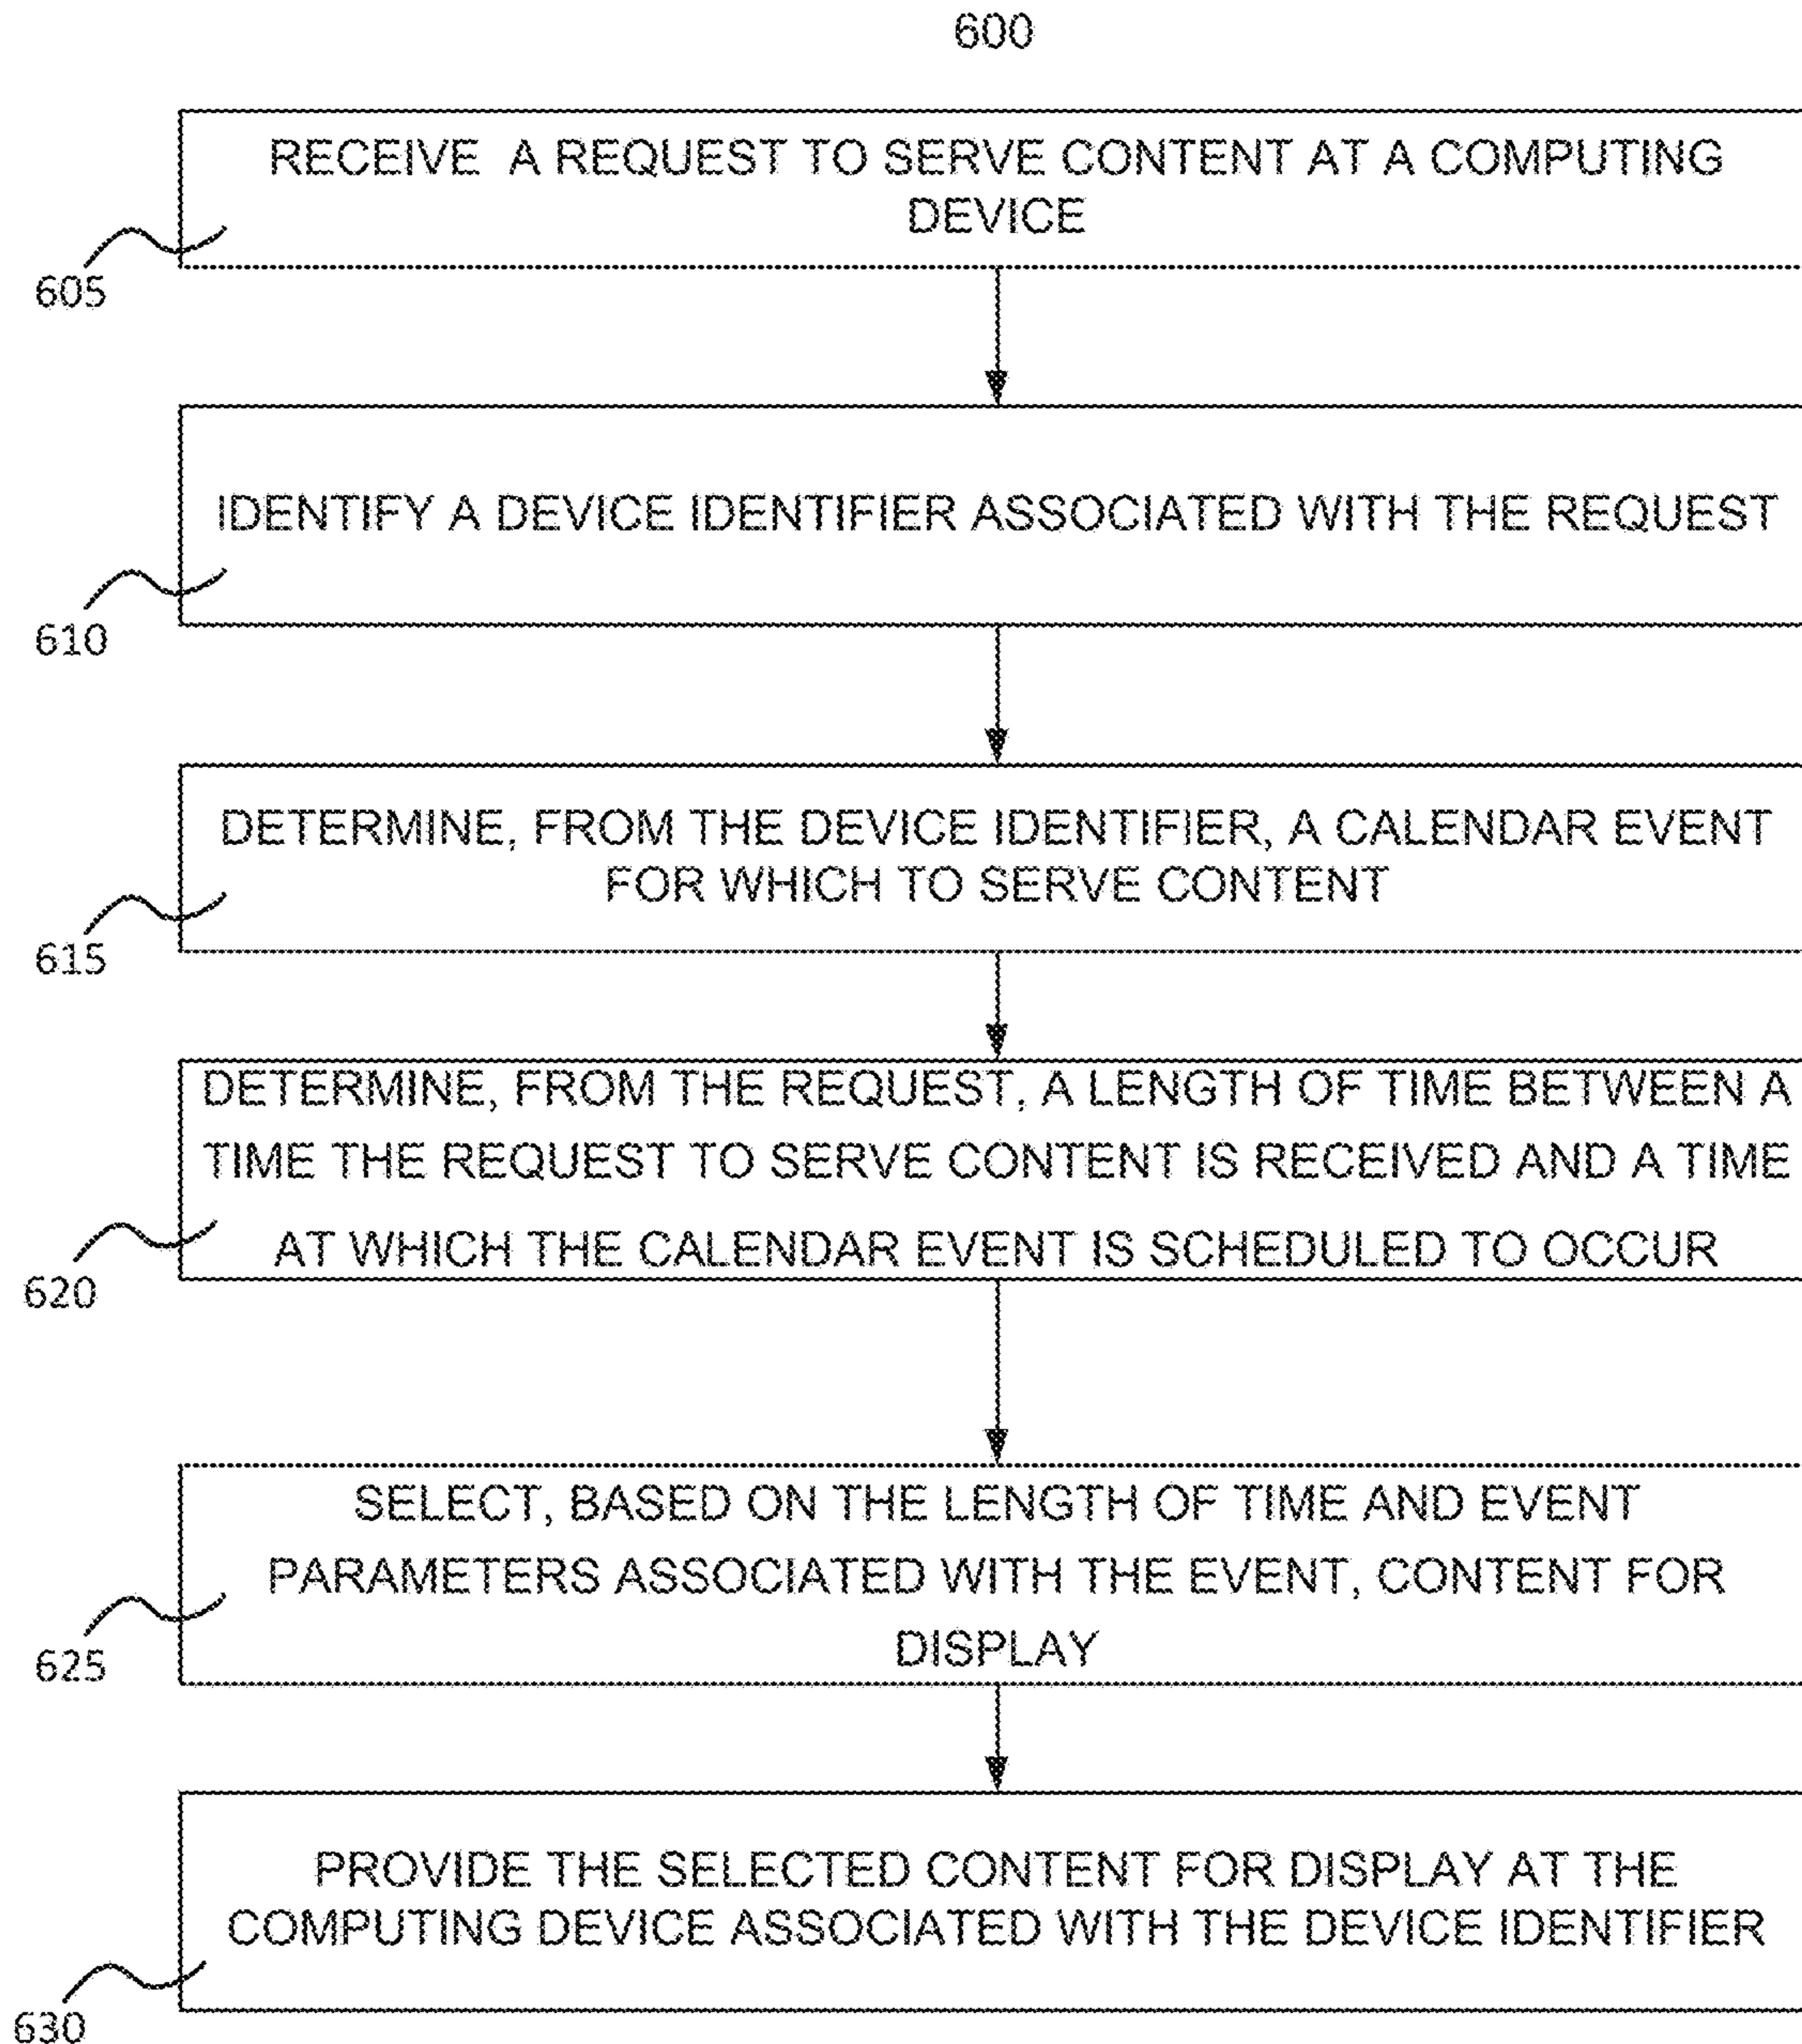 600
RECEIVE A REQUEST TO SERVE CONTENT AT A COMPUTING
DEVICE
605
IDENTIFY A DEVICE IDENTIFIER ASSOCIATED WITH THE REQUEST
610
DETERMINE, FROM THE DEVICE IDENTIFIER, A CALENDAR EVENT
FOR WHICH TO SERVE CONTENT
615
DETERMINE, FROM THE REQUEST, A LENGTH OF TIME BETWEEN A
TIME THE REQUEST TO SERVE CONTENT IS RECEIVED AND A TIME
AT WHICH THE CALENDAR EVENT IS SCHEDULED TO OCCUR
620
SELECT, BASED ON THE LENGTH OF TIME AND EVENT
PARAMETERS ASSOCIATED WITH THE EVENT, CONTENT FOR
DISPLAY
625
PROVIDE THE SELECTED CONTENT FOR DISPLAY AT THE
COMPUTING DEVICE ASSOCIATED WITH THE DEVICE IDENTIFIER
630